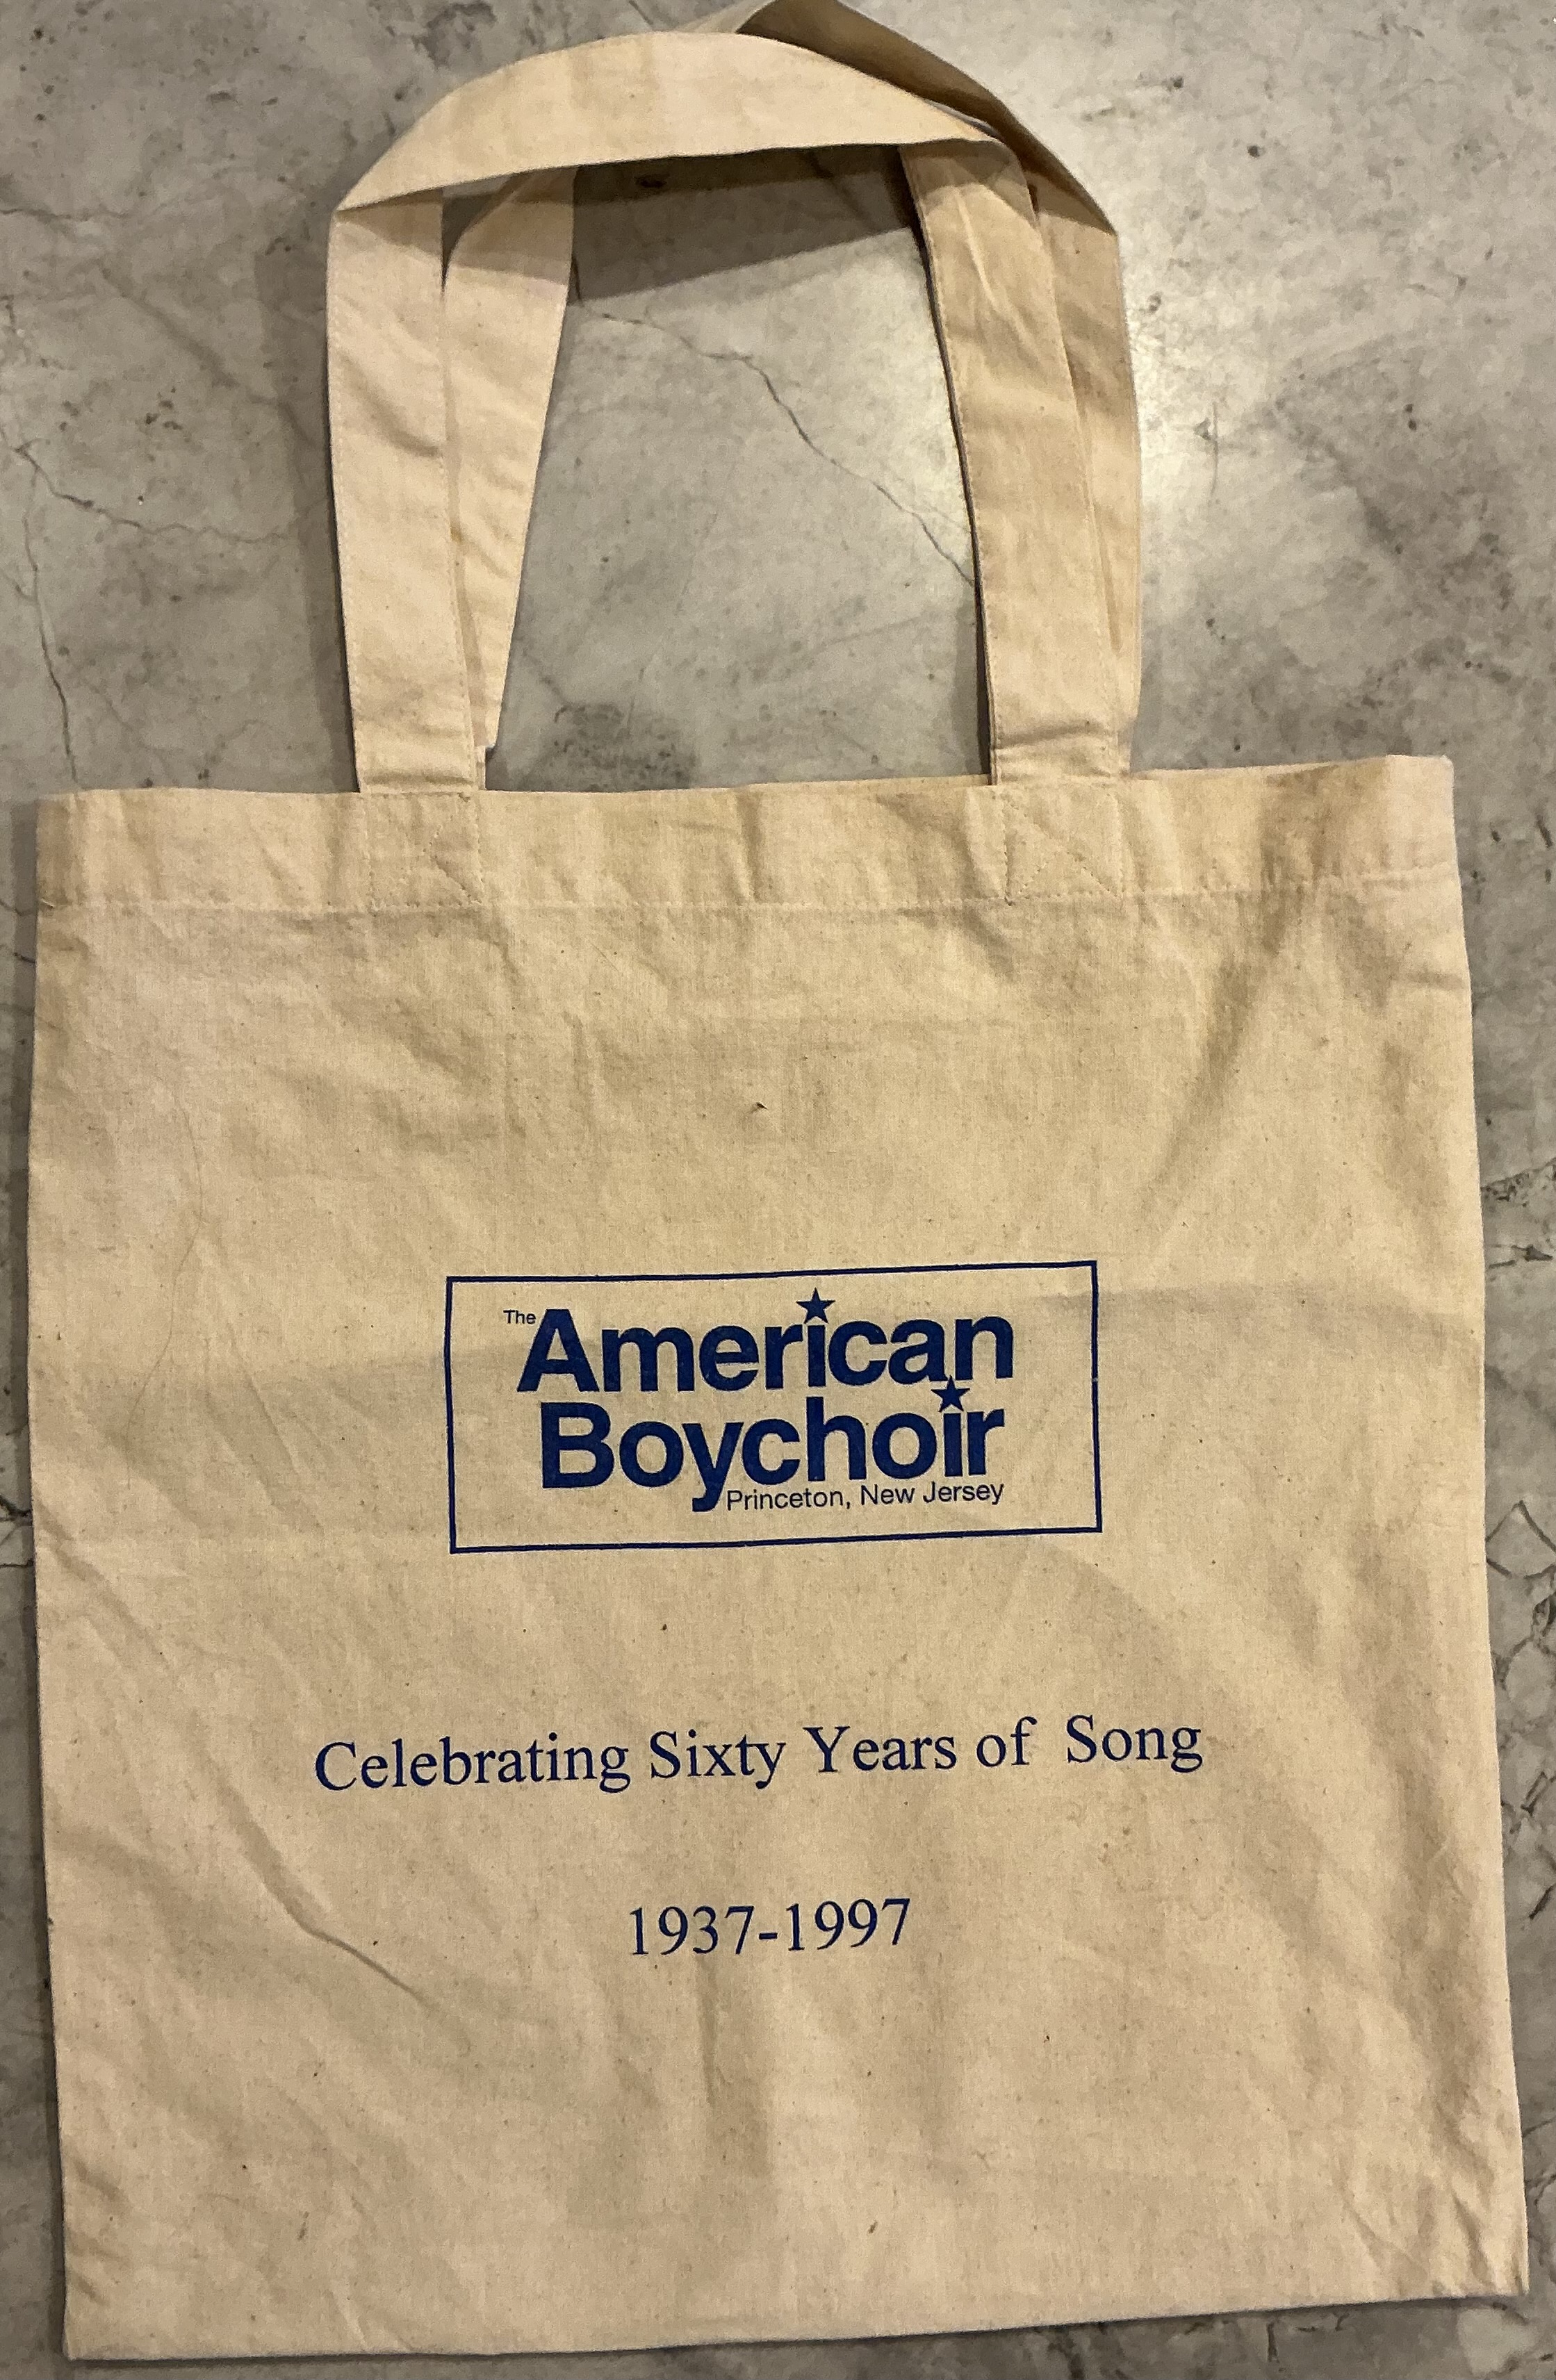 The American
Boychoir
Princeton, New Jersey
Celebrating Sixty Years of Song
1937-1997